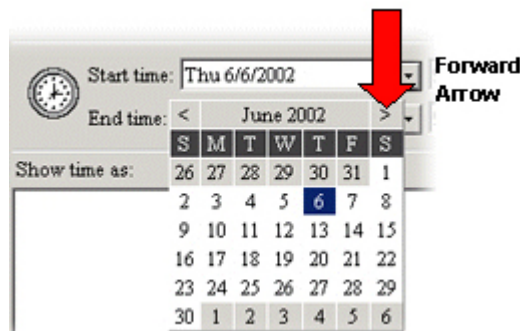 Start time: Thu 6/6/2002
Forward
Arrow
End time: < June 2002 >
S M T W T F S
Show time as: 26 27 28 29 30 31 1
2 3 4 5 6 7 8
9 10 11 12 13 14 15
16 17 18 19 20 21 22
23 24 25 26 27 28 29
30 1 2 3 4 5 6